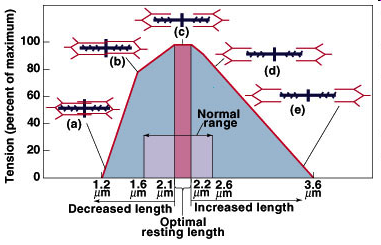 (c)
(b)
(d)
(a)
(e)
Tension (percent of maximum)
100
80
60
40
20
0
Normal
range
1.2 μm
1.6 μm
2.1 μm
2.2 μm
2.6 μm
3.6 μm
Decreased length
Increased length
Optimal
resting length